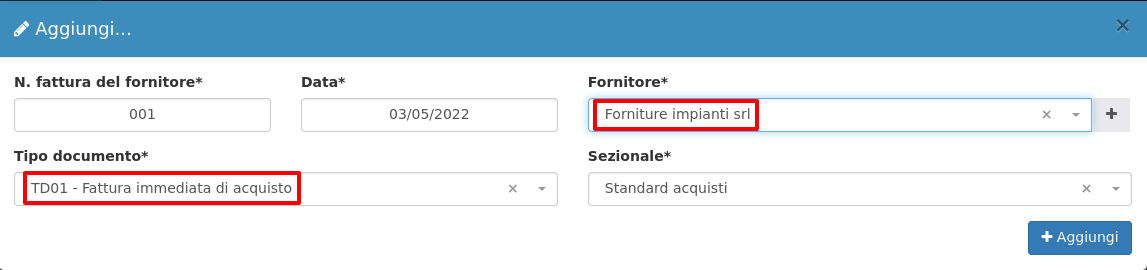 Aggiungi...
N. fattura del fornitore*
Data*
Fornitore*
001
03/05/2022
Forniture impianti srl
Tipo documento*
Sezionale*
TD01 - Fattura immediata di acquisto
Standard acquisti
Aggiungi